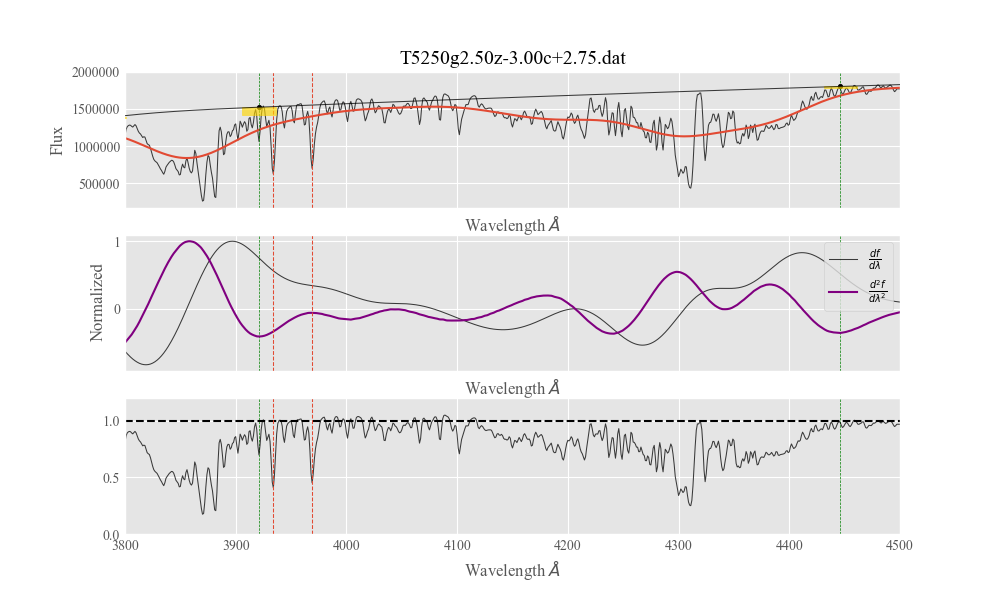 T5250g2.50z-3.00c+2.75.dat
Flux
2000000
1500000
1000000
500000
Wavelength Å
Normalized
1
0
df/dλ
d²f/dλ²
Wavelength Å
1.0
0.5
0.0
3800 3900 4000 4100 4200 4300 4400 4500
Wavelength Å